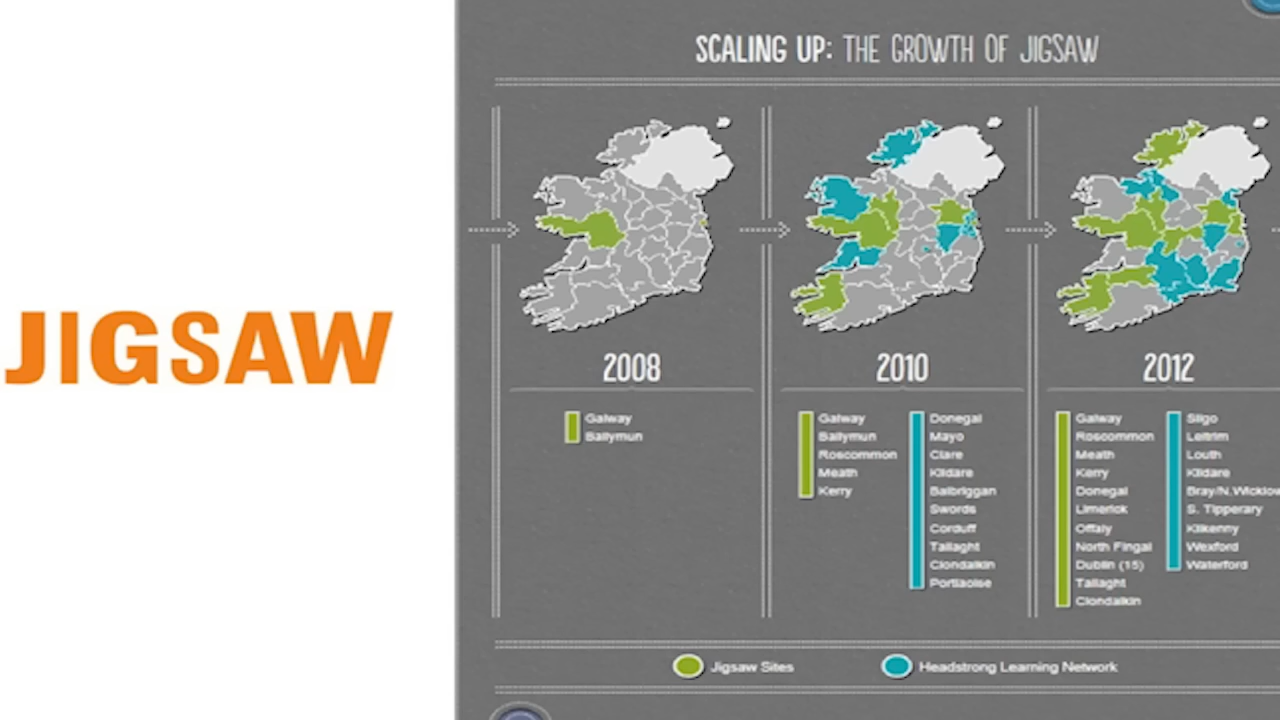 JIGSAW
SCALING UP: THE GROWTH OF JIGSAW
2008
Galway
Ballymun
2010
Galway
Ballymun
Roscommon
Meath
Kerry
Donegal
Mayo
Clare
Kildare
Balbriggan
Swords
Corduff
Tallaght
Clondalkin
Portlaoise
2012
Galway
Roscommon
Meath
Kerry
Donegal
Limerick
Offaly
North Fingal
Dublin (15)
Tallaght
Clondalkin
Sligo
Leitrim
Louth
Kildare
Bray/N.Wicklow
S. Tipperary
Kilkenny
Wexford
Waterford
Jigsaw Sites
Headstrong Learning Network